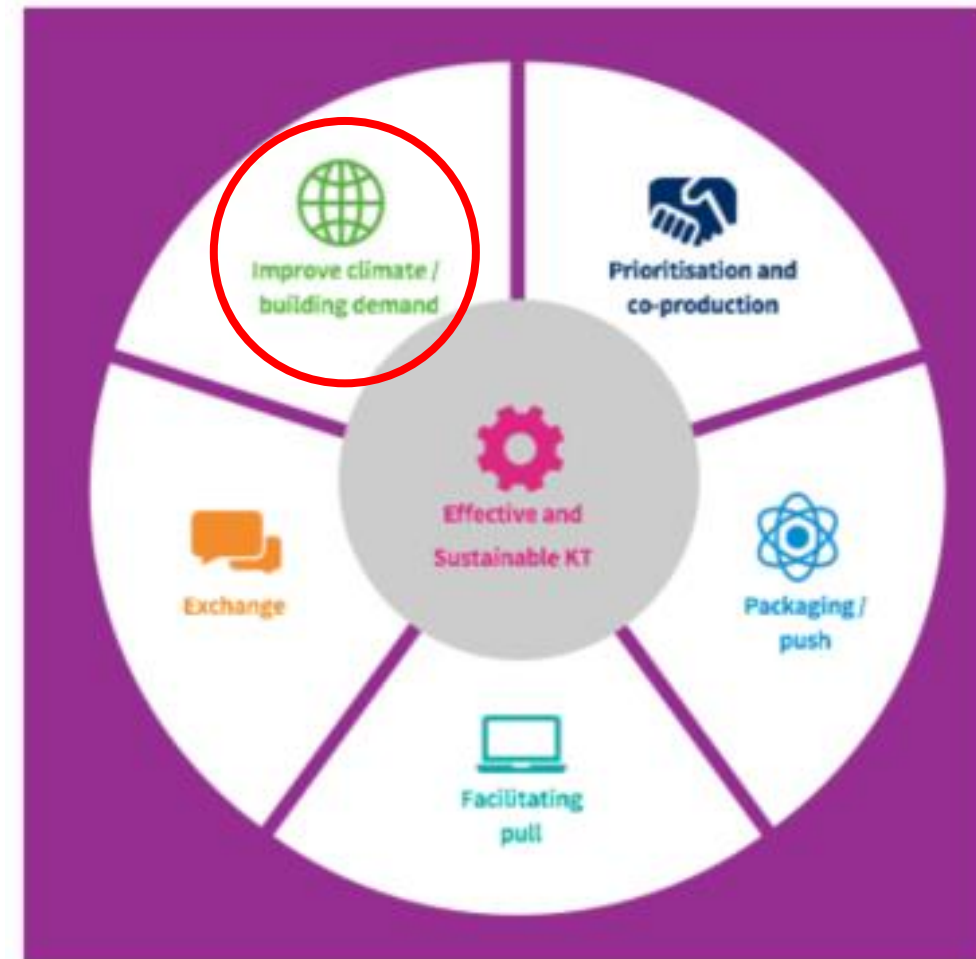 Improve climate /
building demand
Prioritisation and
co-production
Effective and
Sustainable KT
Exchange
Packaging /
push
Facilitating
pull